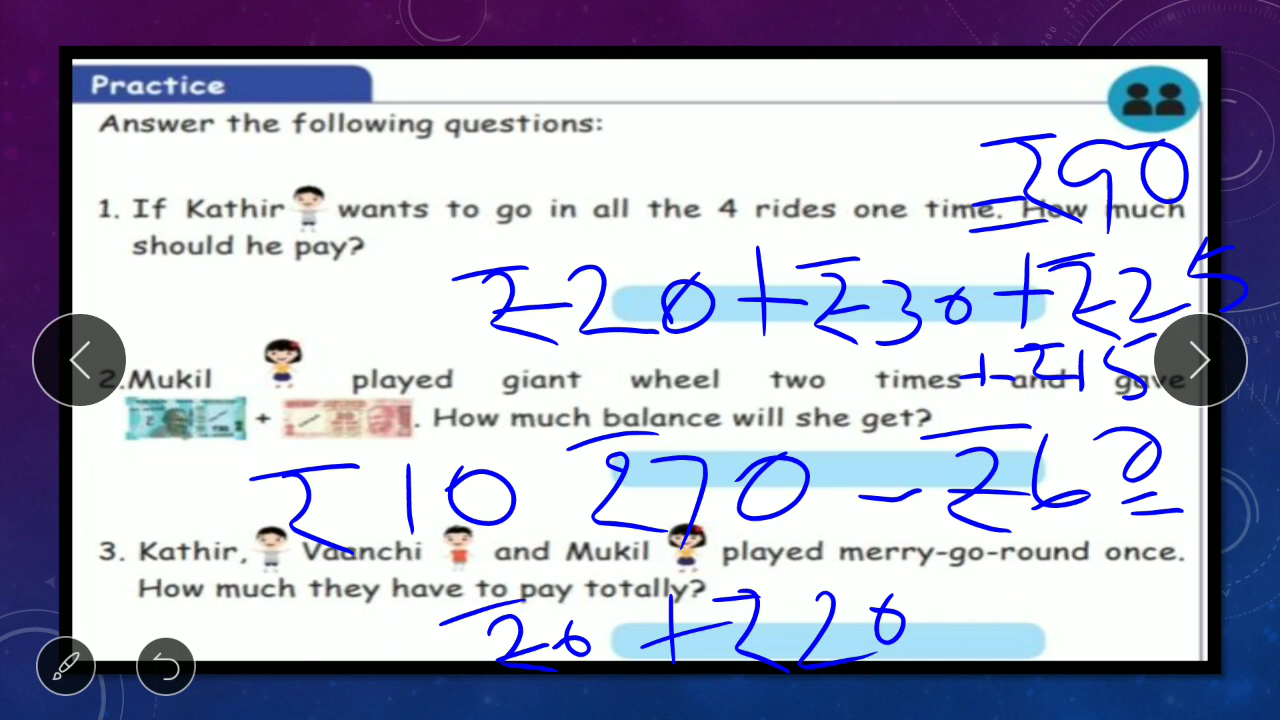 Practice
Answer the following questions:
₹90
1. If Kathir wants to go in all the 4 rides one time. How much
should he pay?
₹20 + ₹30 + ₹25
+ ₹15
2. Mukil played giant wheel two times and gave
+ . How much balance will she get?
₹10 ₹70 - ₹60
3. Kathir, Vaanchi and Mukil played merry-go-round once.
How much they have to pay totally?
₹20 + ₹20